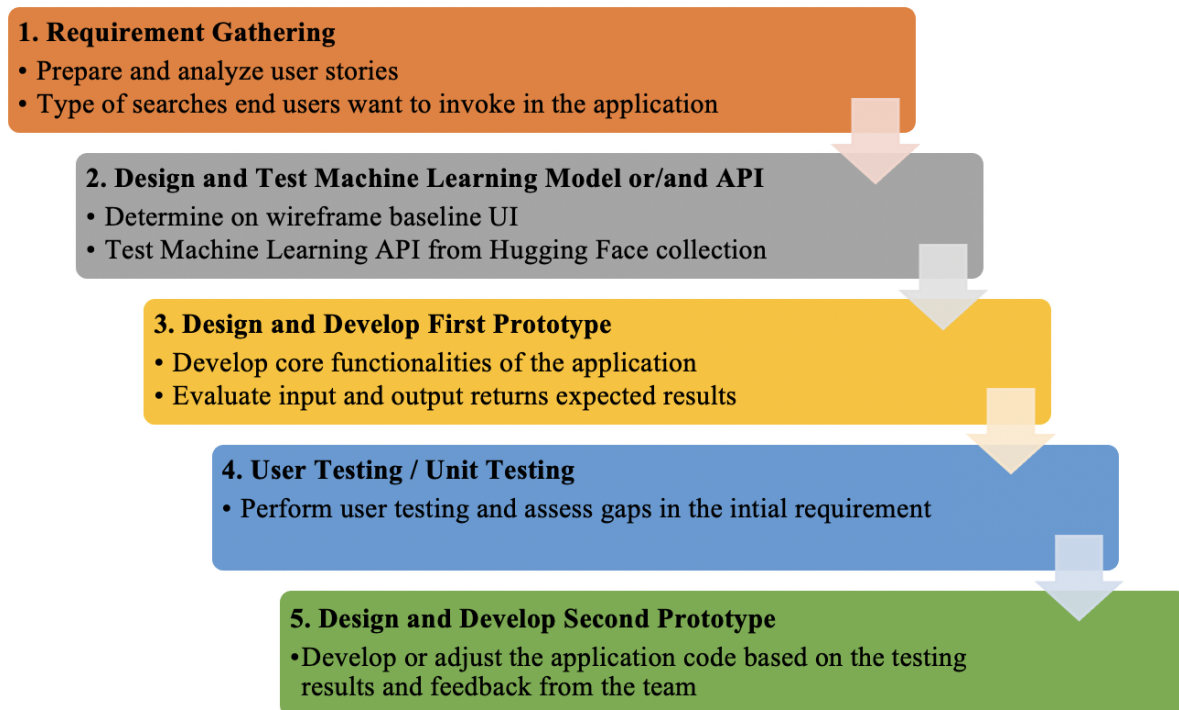 1. Requirement Gathering
• Prepare and analyze user stories
• Type of searches end users want to invoke in the application
2. Design and Test Machine Learning Model or/and API
• Determine on wireframe baseline UI
• Test Machine Learning API from Hugging Face collection
3. Design and Develop First Prototype
• Develop core functionalities of the application
• Evaluate input and output returns expected results
4. User Testing / Unit Testing
• Perform user testing and assess gaps in the intial requirement
5. Design and Develop Second Prototype
•Develop or adjust the application code based on the testing
results and feedback from the team